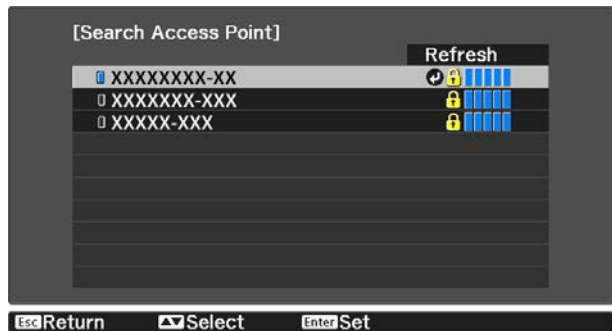 [Search Access Point]
Refresh
XXXXXXXX-XX
XXXXXXX-XXX
XXXXX-XXX
Esc Return Select Enter Set